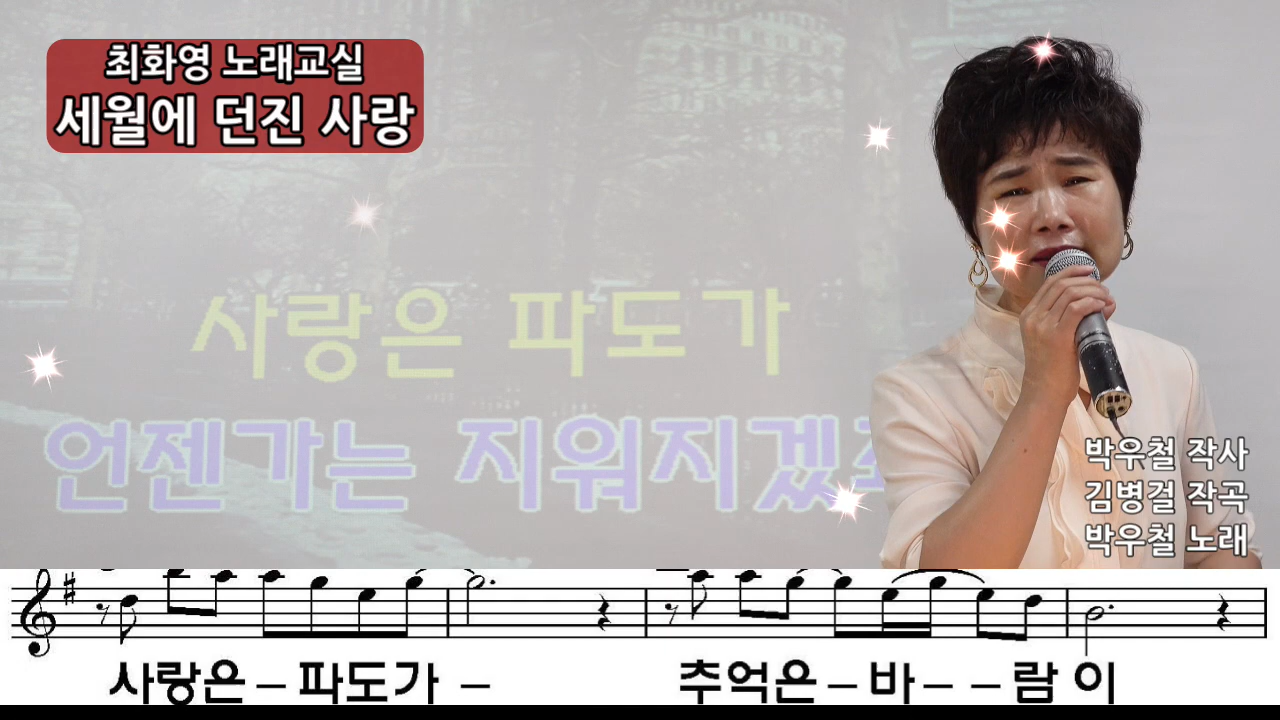 최화영 노래교실
세월에 던진 사랑
사랑은 파도가
언젠가는 지워지겠
박우철 작사
김병걸 작곡
박우철 노래
사랑은 – 파도가 – 추억은 – 바 – – 람 이